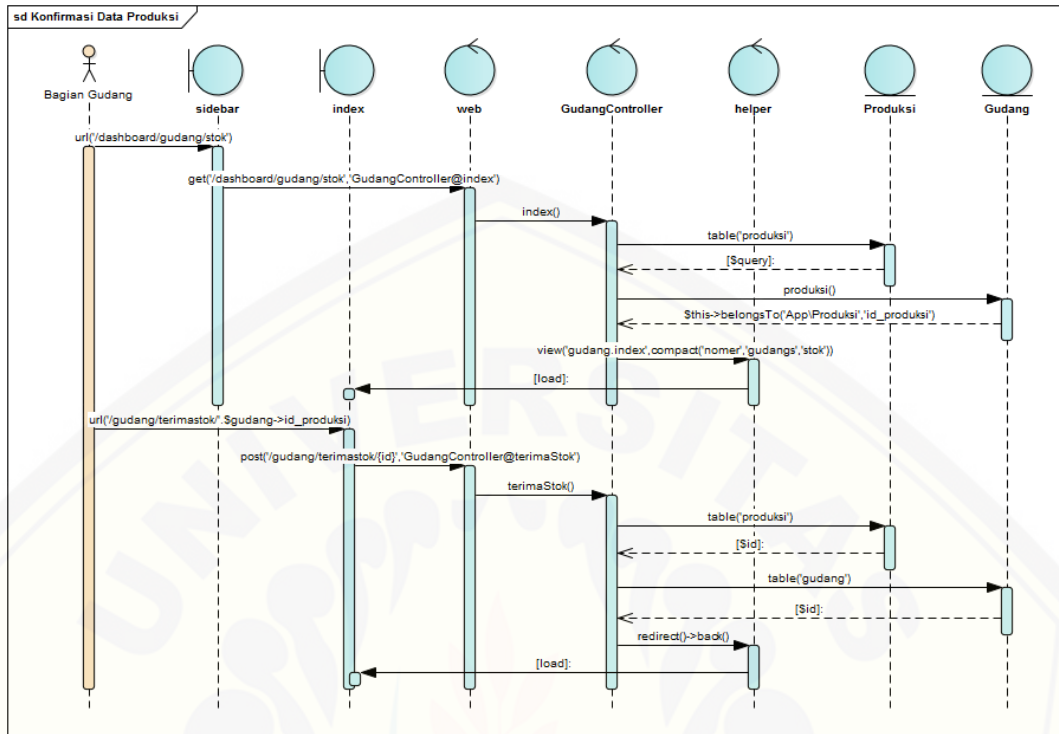 sd Konfirmasi Data Produksi
Bagian Gudang
sidebar
index
web
GudangController
helper
Produksi
Gudang
url('/dashboard/gudang/stok')
get('/dashboard/gudang/stok','GudangController@index')
index()
table('produksi')
[$query]:
produksi()
$this->belongsTo('App\Produksi','id_produksi')
view('gudang.index',compact('nomer','gudangs','stok'))
[load]:
url('/gudang/terimastok/'.$gudang->id_produksi)
post('/gudang/terimastok/{id}','GudangController@terimaStok')
terimaStok()
table('produksi')
[$id]:
table('gudang')
[$id]:
redirect()->back()
[load]:
UNIVERSITAS